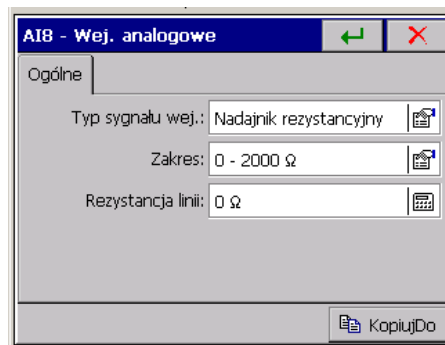 AI8 - Wej. analogowe
Ogólne
Typ sygnału wej.: Nadajnik rezystancyjny
Zakres: 0 - 2000 Ω
Rezystancja linii: 0 Ω
KopiujDo